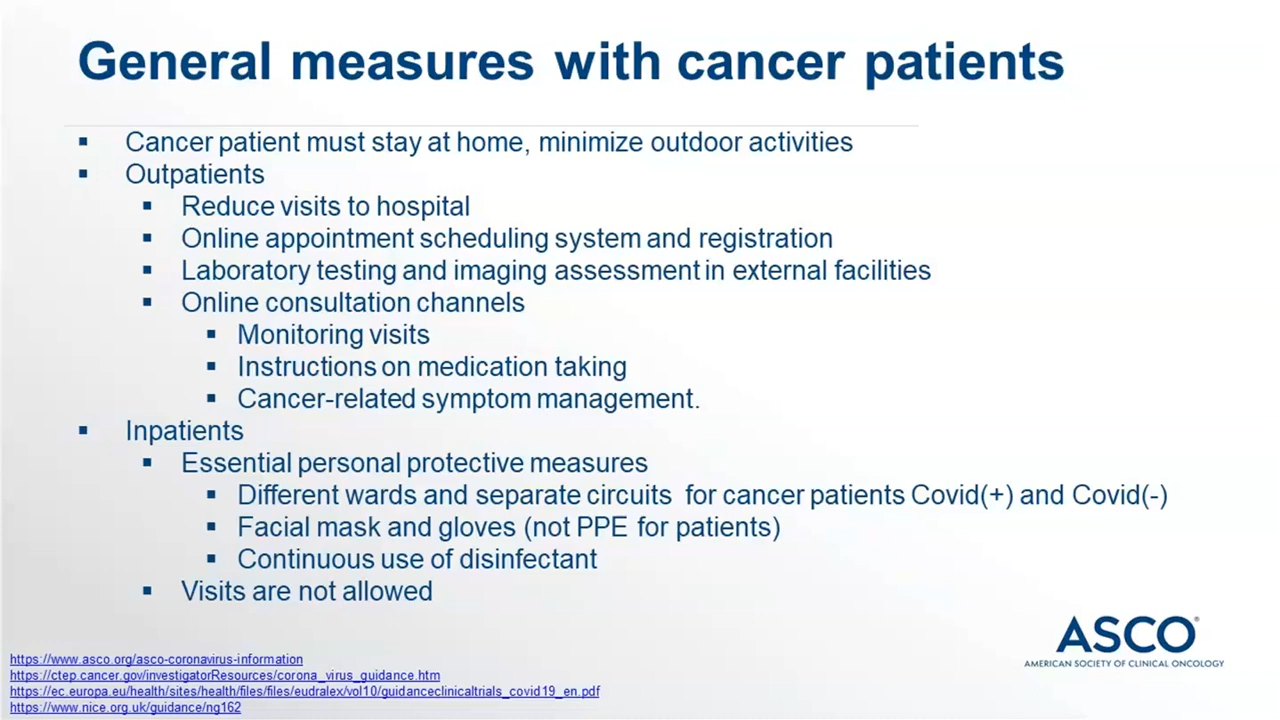 General measures with cancer patients
▪ Cancer patient must stay at home, minimize outdoor activities
▪ Outpatients
▪ Reduce visits to hospital
▪ Online appointment scheduling system and registration
▪ Laboratory testing and imaging assessment in external facilities
▪ Online consultation channels
▪ Monitoring visits
▪ Instructions on medication taking
▪ Cancer-related symptom management.
▪ Inpatients
▪ Essential personal protective measures
▪ Different wards and separate circuits for cancer patients Covid(+) and Covid(-)
▪ Facial mask and gloves (not PPE for patients)
▪ Continuous use of disinfectant
▪ Visits are not allowed
https://www.asco.org/asco-coronavirus-information
https://ctep.cancer.gov/investigatorResources/corona_virus_guidance.htm
https://ec.europa.eu/health/sites/health/files/files/eudralex/vol10/guidanceclinicaltrials_covid19_en.pdf
https://www.nice.org.uk/guidance/ng162
ASCO®
AMERICAN SOCIETY OF CLINICAL ONCOLOGY